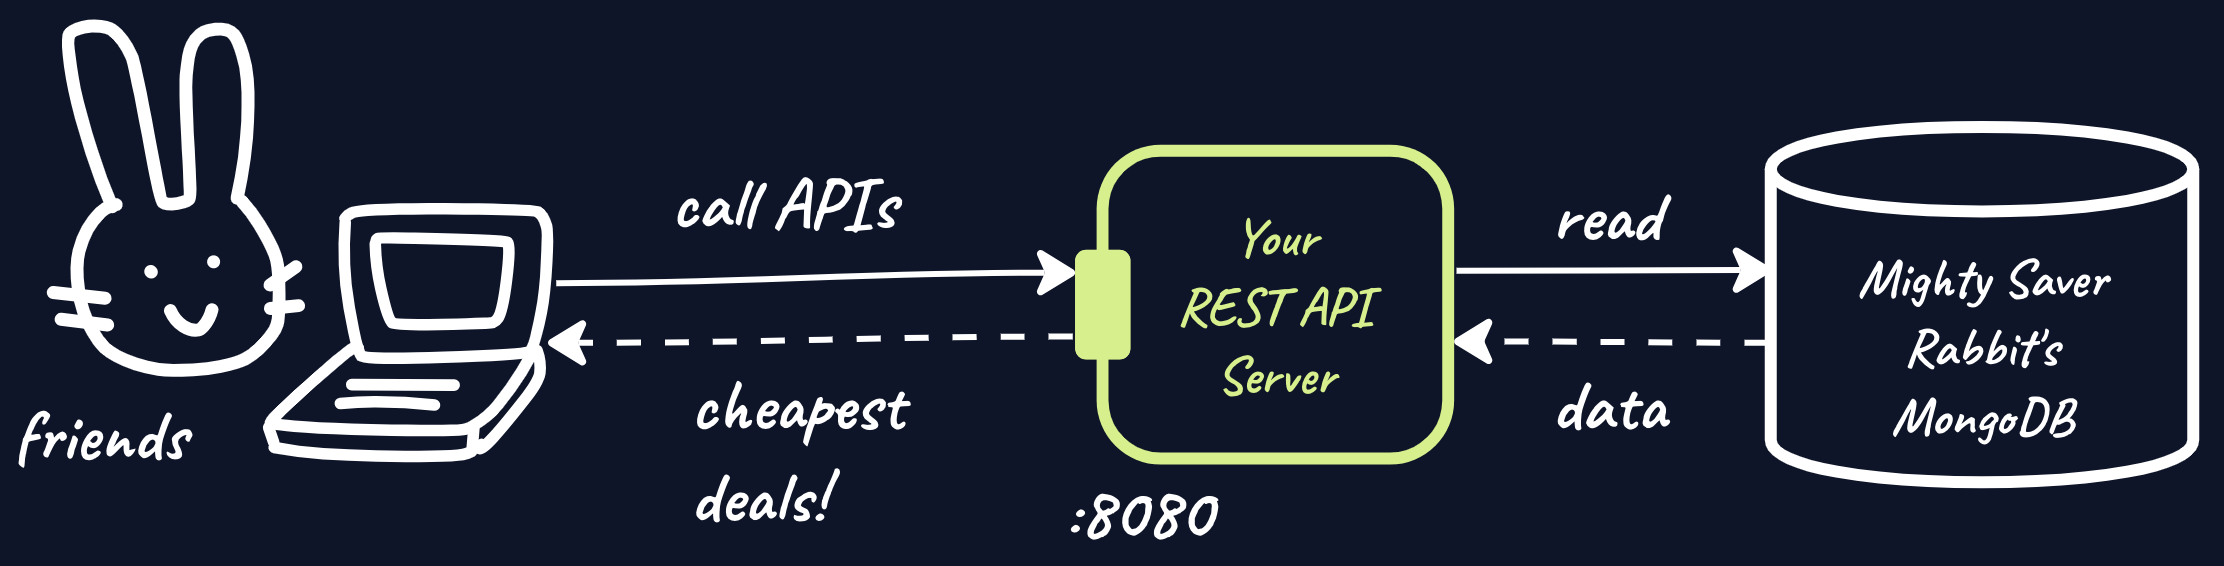 friends
call APIs
cheapest
deals!
:8080
Your
REST API
Server
read
data
Mighty Saver
Rabbit's
MongoDB